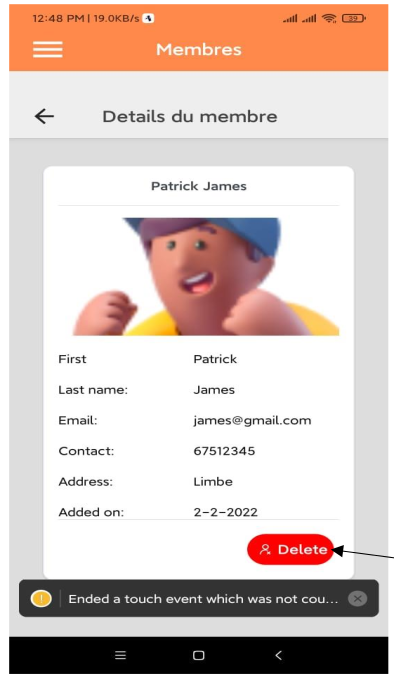 12:48 PM | 19.0KB/s 39
Membres
Details du membre
Patrick James
First Patrick
Last name: James
Email: james@gmail.com
Contact: 67512345
Address: Limbe
Added on: 2-2-2022
Delete
! Ended a touch event which was not cou...